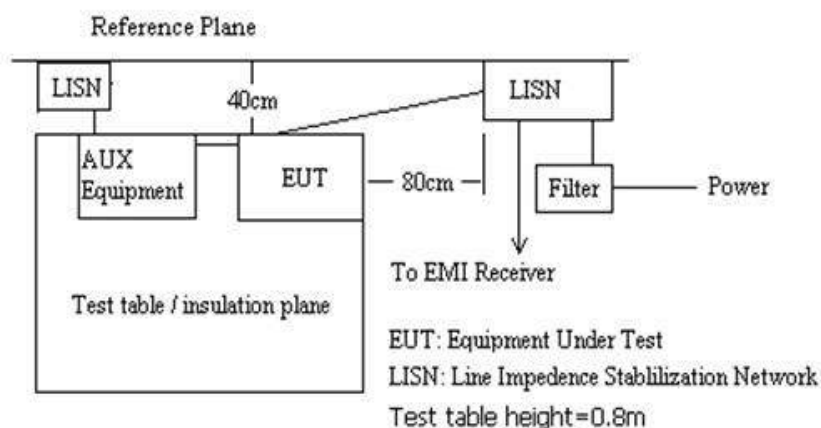 Reference Plane
LISN
40cm
LISN
AUX
Equipment
EUT
80cm
Filter
Power
To EMI Receiver
Test table / insulation plane
EUT: Equipment Under Test
LISN: Line Impedence Stablilization Network
Test table height=0.8m